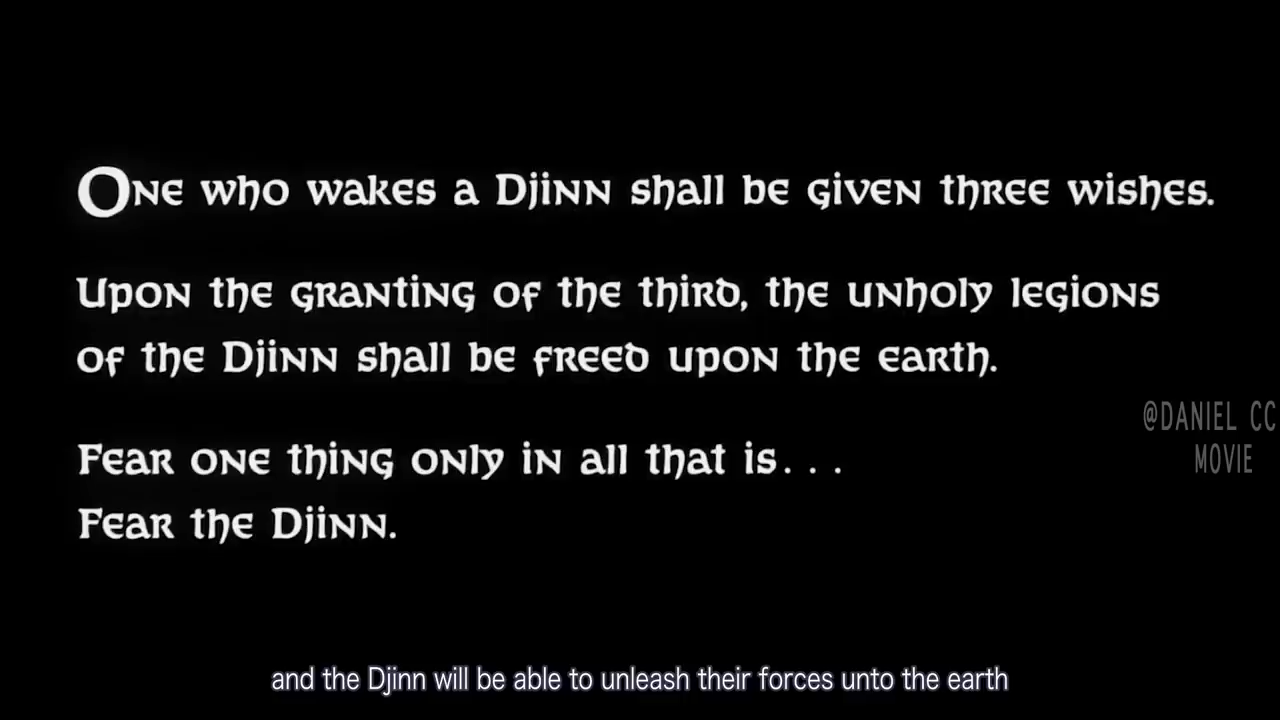 One who wakes a Djinn shall be given three wishes.
Upon the granting of the third, the unholy legions
of the Djinn shall be freed upon the earth.
Fear one thing only in all that is...
Fear the Djinn.
@DANIEL CC
MOVIE
and the Djinn will be able to unleash their forces unto the earth